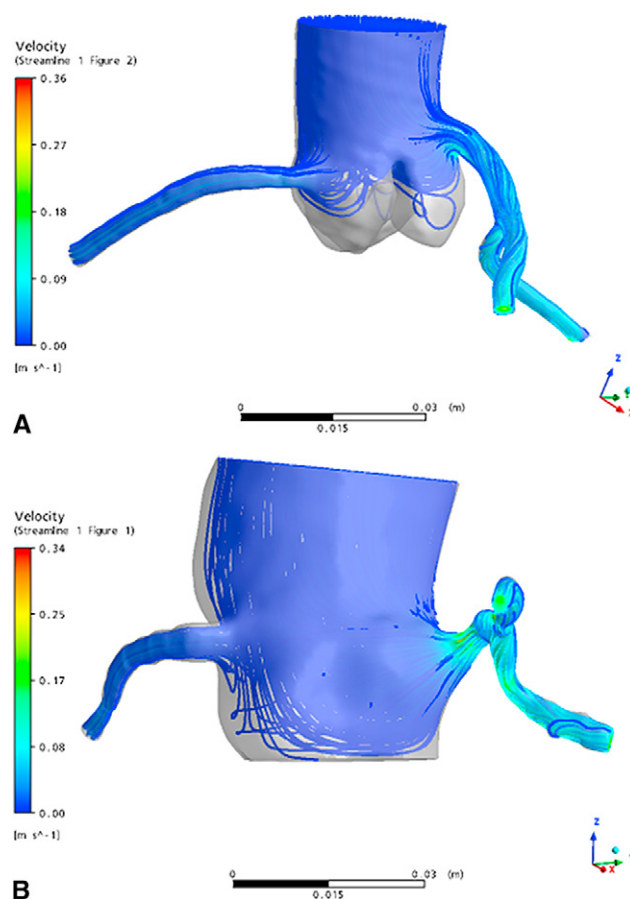 Velocity
(Streamline 1 Figure 2)
0.36
0.27
0.18
0.09
0.00
[m s^-1]
Z
0 0.03 (m)
0.015
A
Velocity
(Streamline 1 Figure 1)
0.34
0.25
0.17
0.08
0.00
[m s^-1]
Z
X
0 0.03 (m)
0.015
B